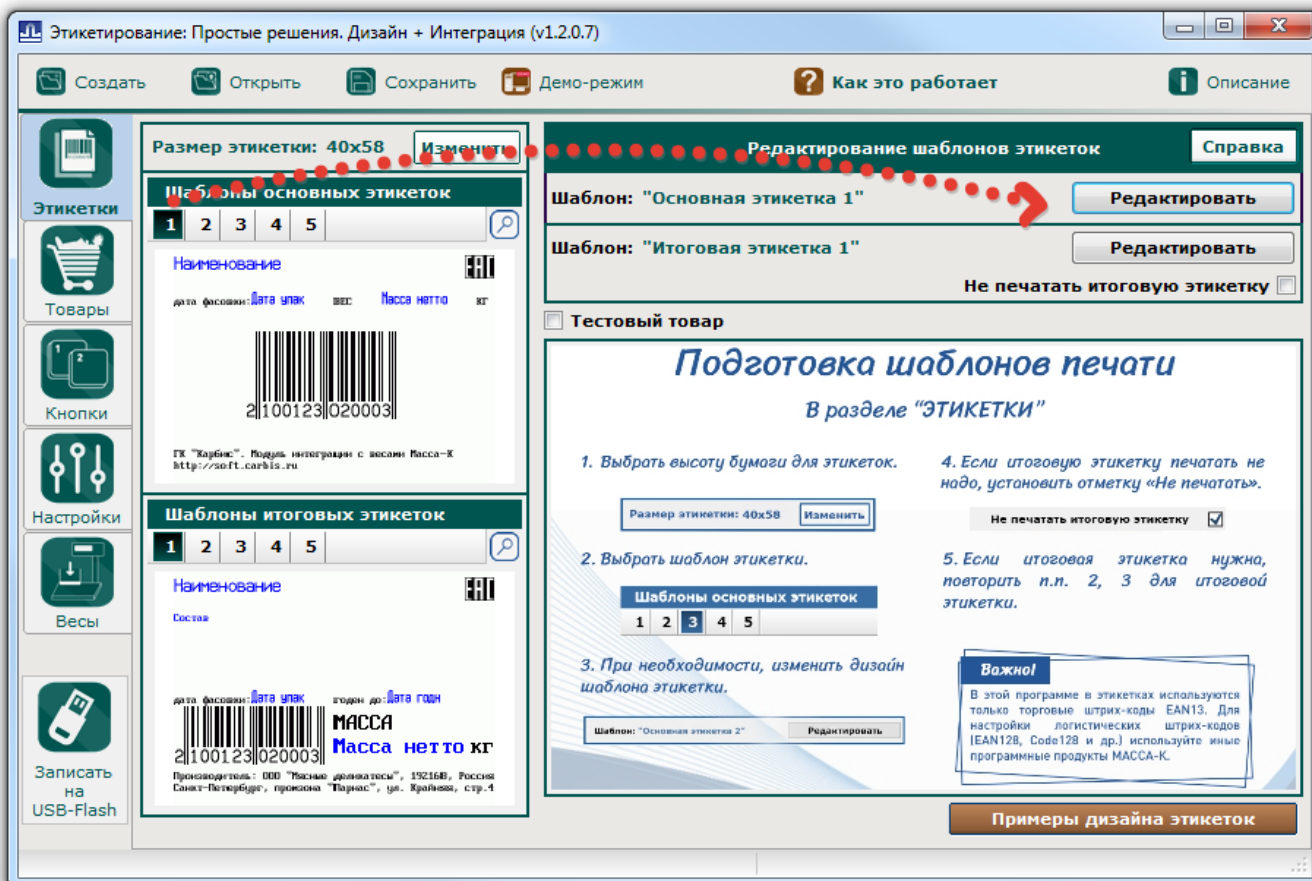 Этикетирование: Простые решения. Дизайн + Интеграция (v1.2.0.7)
Создать
Открыть
Сохранить
Демо-режим
Как это работает
Описание
Этикетки
Товары
Кнопки
Настройки
Весы
Записать
на
USB-Flash
Размер этикетки: 40x58
Изменить
Шаблоны основных этикеток
1 2 3 4 5
Наименование
EAC
дата фасовки: Дата упак ВЕС Масса нетто кг
2 100123 020003
ГК "Карбис". Модуль интеграции с весами Масса-К
http://soft.carbis.ru
Шаблоны итоговых этикеток
1 2 3 4 5
Наименование
EAC
Состав
дата фасовки: Дата упак годен до: Дата годн
2 100123 020003
МАССА
Масса нетто кг
Производитель: ООО "Мясные деликатесы", 192168, Россия
Санкт-Петербург, промзона "Парнас", ул. Крайняя, стр.4
Редактирование шаблонов этикеток
Справка
Шаблон: "Основная этикетка 1"
Редактировать
Шаблон: "Итоговая этикетка 1"
Редактировать
Не печатать итоговую этикетку
Тестовый товар
Подготовка шаблонов печати
В разделе “ЭТИКЕТКИ”
1. Выбрать высоту бумаги для этикеток.
Размер этикетки: 40x58
Изменить
2. Выбрать шаблон этикетки.
Шаблоны основных этикеток
1 2 3 4 5
3. При необходимости, изменить дизайн
шаблона этикетки.
Шаблон: "Основная этикетка 2"
Редактировать
4. Если итоговую этикетку печатать не
надо, установить отметку «Не печатать».
Не печатать итоговую этикетку
5. Если итоговая этикетка нужна,
повторить п.п. 2, 3 для итоговой
этикетки.
Важно!
В этой программе в этикетках используются
только торговые штрих-коды EAN13. Для
настройки логистических штрих-кодов
(EAN128, Code128 и др.) используйте иные
программные продукты МАССА-К.
Примеры дизайна этикеток